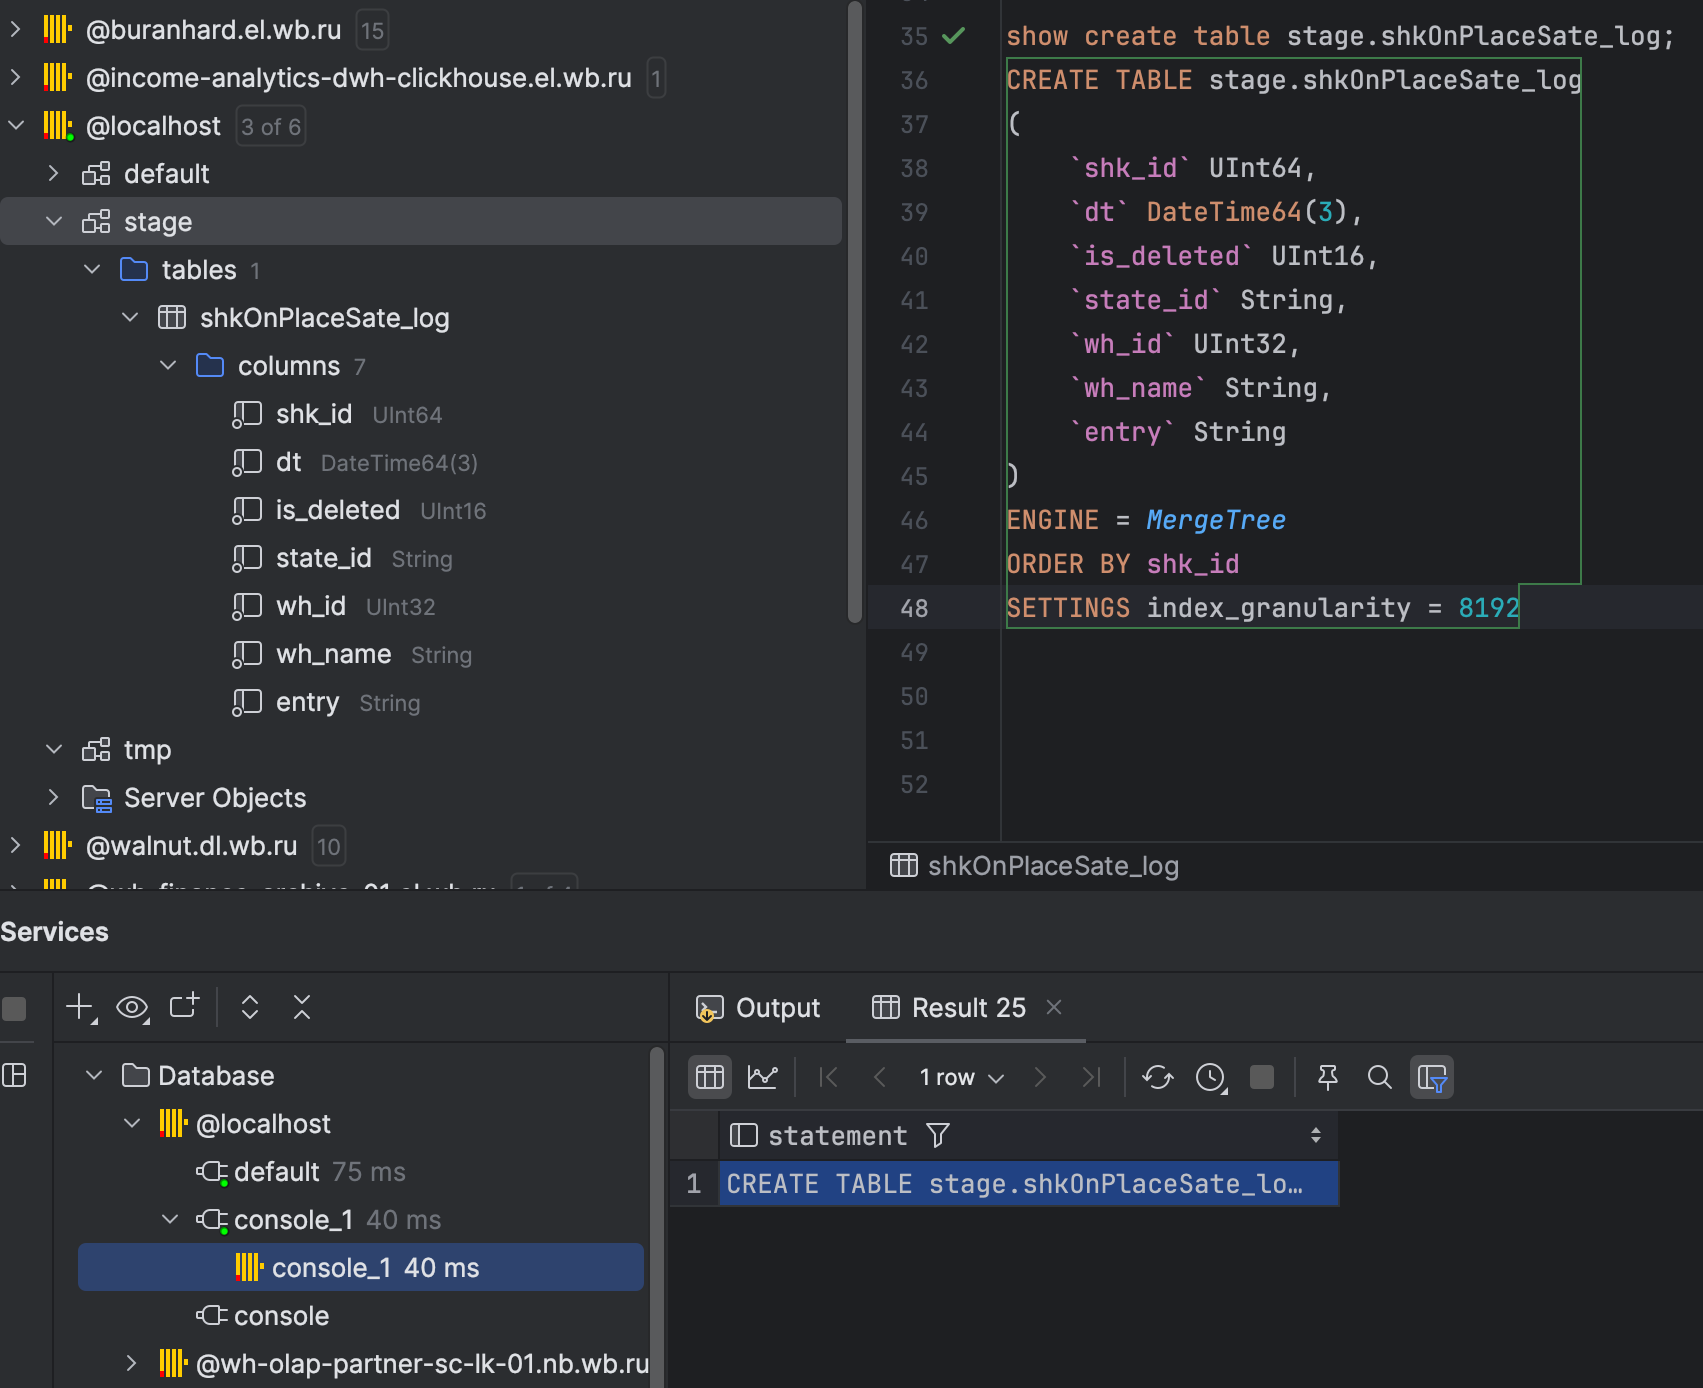 @buranhard.el.wb.ru 15
@income-analytics-dwh-clickhouse.el.wb.ru 1
@localhost 3 of 6
default
stage
tables 1
shkOnPlaceSate_log
columns 7
shk_id UInt64
dt DateTime64(3)
is_deleted UInt16
state_id String
wh_id UInt32
wh_name String
entry String
tmp
Server Objects
@walnut.dl.wb.ru 10
35 show create table stage.shkOnPlaceSate_log;
36 CREATE TABLE stage.shkOnPlaceSate_log
37 (
38 `shk_id` UInt64,
39 `dt` DateTime64(3),
40 `is_deleted` UInt16,
41 `state_id` String,
42 `wh_id` UInt32,
43 `wh_name` String,
44 `entry` String
45 )
46 ENGINE = MergeTree
47 ORDER BY shk_id
48 SETTINGS index_granularity = 8192
49
50
51
52
shkOnPlaceSate_log
Services
Database
@localhost
default 75 ms
console_1 40 ms
console_1 40 ms
console
@wh-olap-partner-sc-lk-01.nb.wb.ru
Output Result 25
1 row
statement
1 CREATE TABLE stage.shkOnPlaceSate_lo…